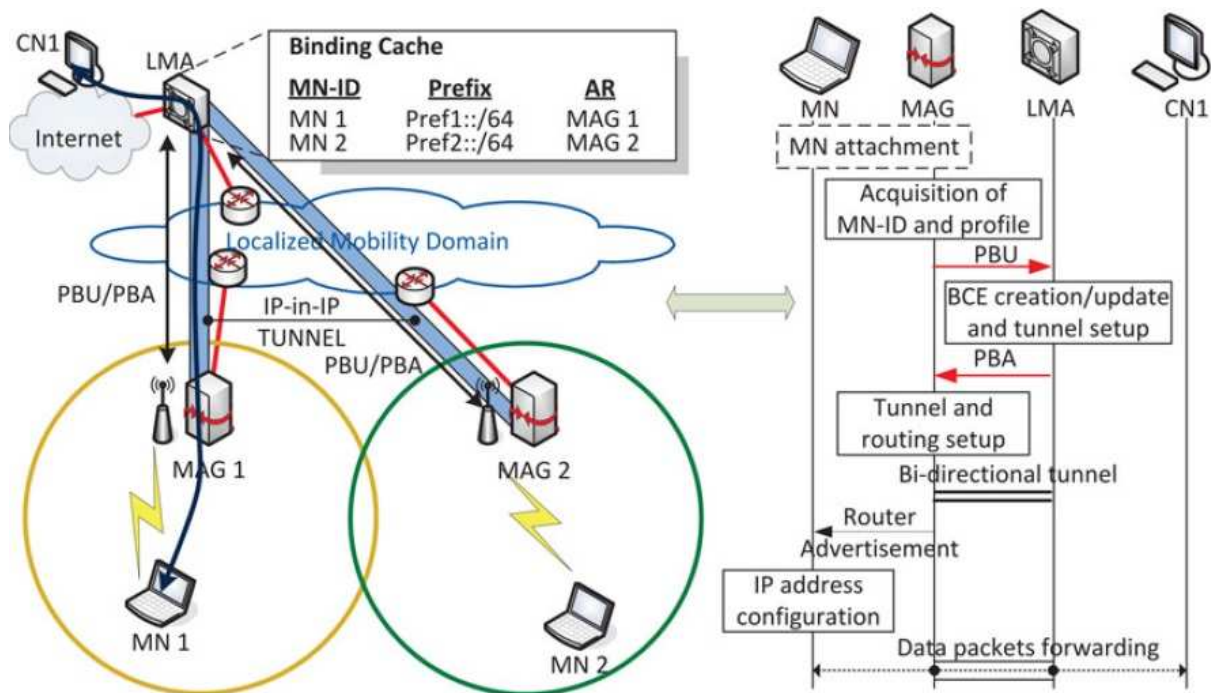 CN1
LMA
Internet
Binding Cache
MN-ID Prefix AR
MN 1 Pref1::/64 MAG 1
MN 2 Pref2::/64 MAG 2
Localized Mobility Domain
PBU/PBA
IP-in-IP
TUNNEL
PBU/PBA
MAG 1
MAG 2
MN 1
MN 2
MN MAG LMA CN1
MN attachment
Acquisition of
MN-ID and profile
PBU
BCE creation/update
and tunnel setup
PBA
Tunnel and
routing setup
Bi-directional tunnel
Router
Advertisement
IP address
configuration
Data packets forwarding